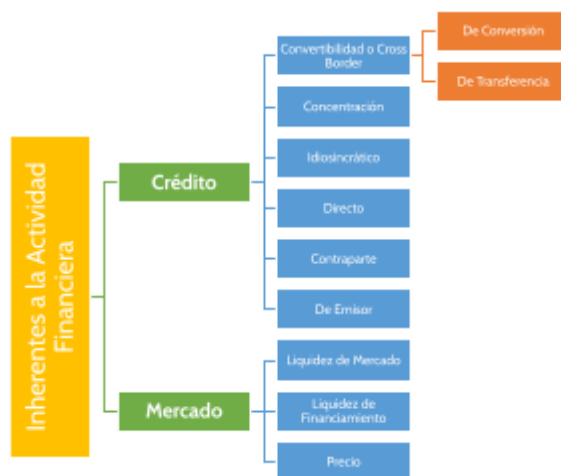 Inherentes a la Actividad
Financiera
Crédito
Convertibilidad o Cross
Border
De Conversión
De Transferencia
Concentración
Idiosincrático
Directo
Contraparte
De Emisor
Mercado
Liquidez de Mercado
Liquidez de
Financiamiento
Precio